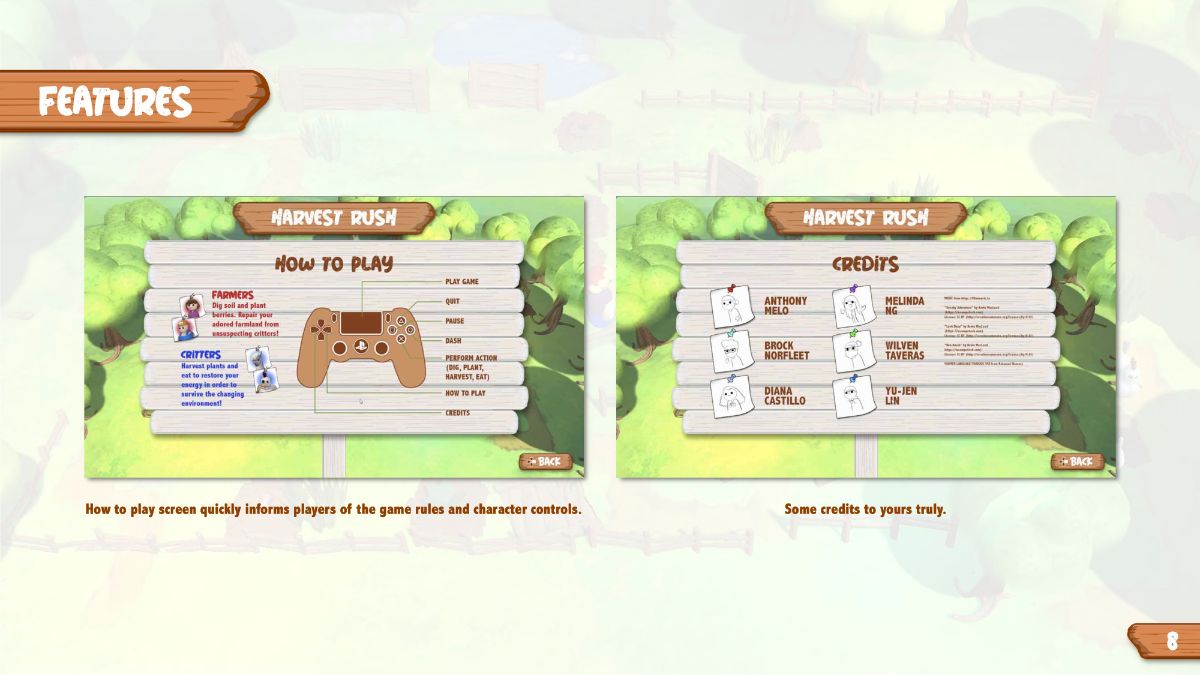 FEATURES
HARVEST RUSH
HOW TO PLAY
FARMERS
Dig soil and plant
berries. Repair your
adored farmland from
unsuspecting critters!
CRITTERS
Harvest plants and
eat to restore your
energy in order to
survive the changing
environment!
PLAY GAME
QUIT
PAUSE
DASH
PERFORM ACTION
(DIG, PLANT,
HARVEST, EAT)
HOW TO PLAY
CREDITS
BACK
How to play screen quickly informs players of the game rules and character controls.
HARVEST RUSH
CREDITS
ANTHONY
MELO
MELINDA
NG
BROCK
NORFLEET
WILVEN
TAVERAS
DIANA
CASTILLO
YU-JEN
LIN
BACK
Some credits to yours truly.
8